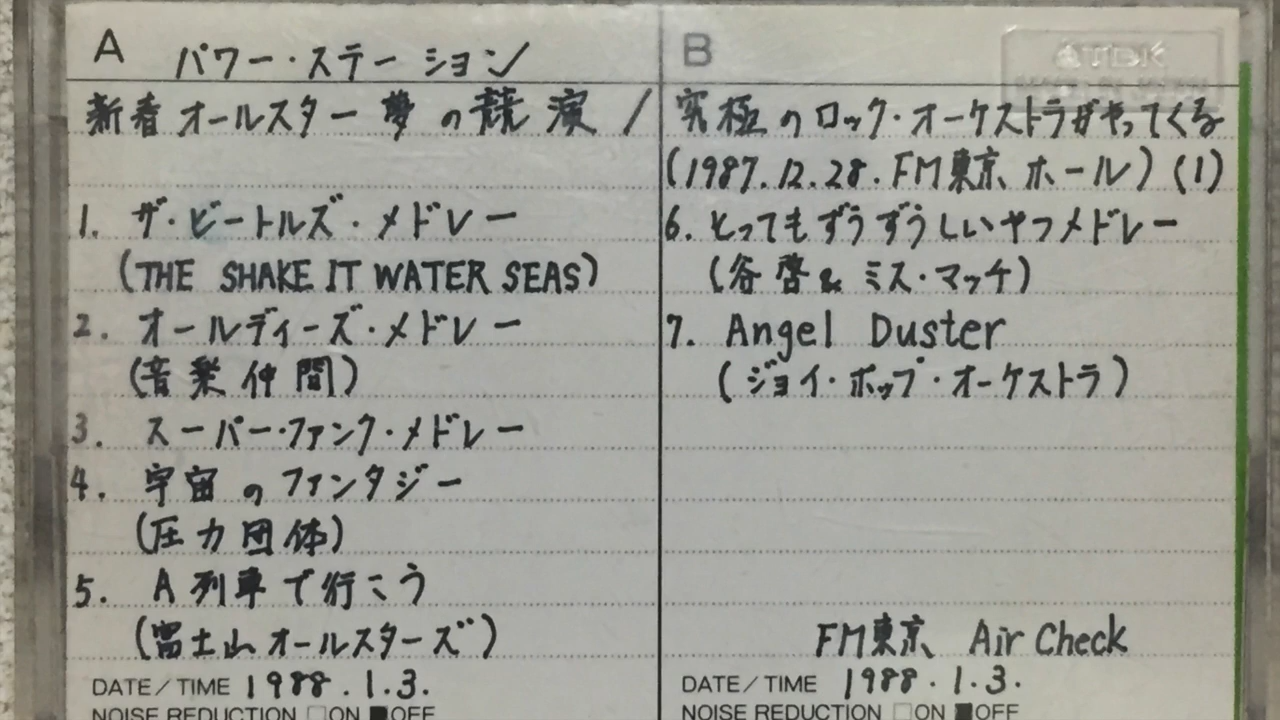 A パワー・ステーション
新春オールスター夢の競演/
1. ザ・ビートルズ・メドレー
(THE SHAKE IT WATER SEAS)
2. オールディーズ・メドレー
(音楽仲間)
3. スーパー・ファンク・メドレー
4. 宇宙のファンタジー
(圧力団体)
5. A列車で行こう
(富士山オールスターズ)
DATE/TIME 1988.1.3.
NOISE REDUCTION □ON ■OFF
B
TDK
究極のロック・オーケストラがやってくる
(1987.12.28.FM東京ホール)(1)
6. とってもずうずうしいやつメドレー
(谷啓&ミス・マッチ)
7. Angel Duster
(ジョイ・ポップ・オーケストラ)
FM東京 Air Check
DATE/TIME 1988.1.3.
NOISE REDUCTION □ON ■OFF